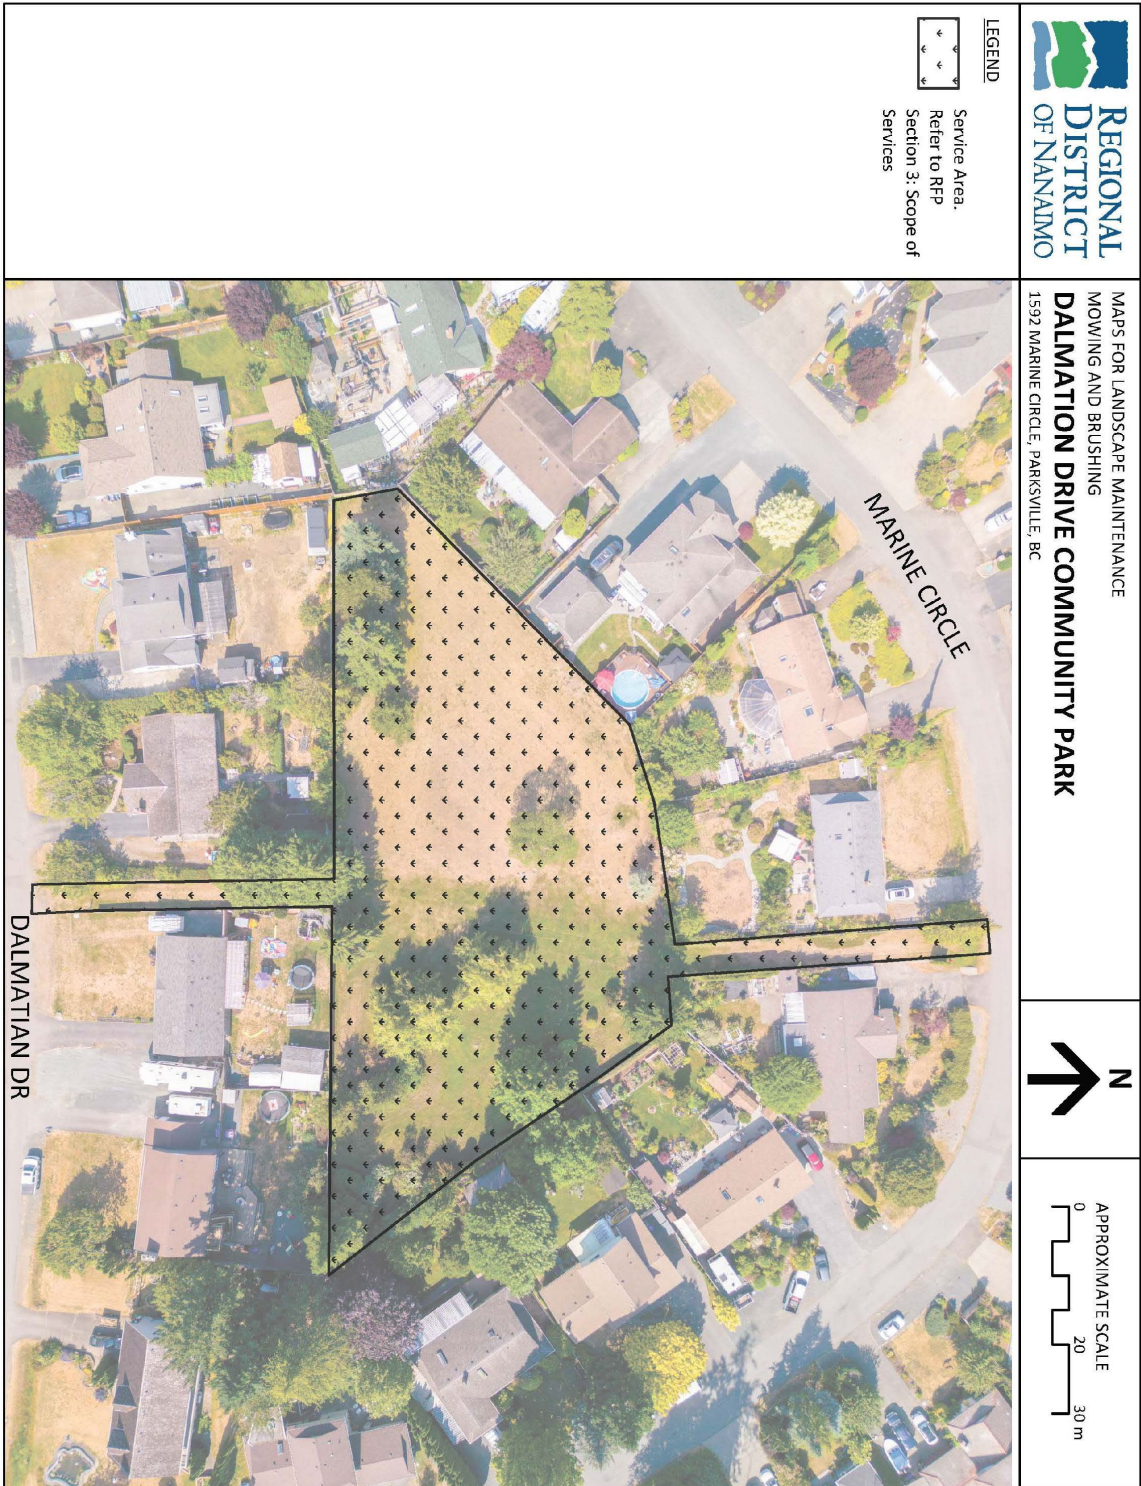 REGIONAL
DISTRICT
OF NANAIMO
MAPS FOR LANDSCAPE MAINTENANCE
MOWING AND BRUSHING
DALMATION DRIVE COMMUNITY PARK
1592 MARINE CIRCLE, PARKSVILLE, BC
N
APPROXIMATE SCALE
0 20 30 m
LEGEND
Service Area.
Refer to RFP
Section 3: Scope of
Services
MARINE CIRCLE
DALMATIAN DR